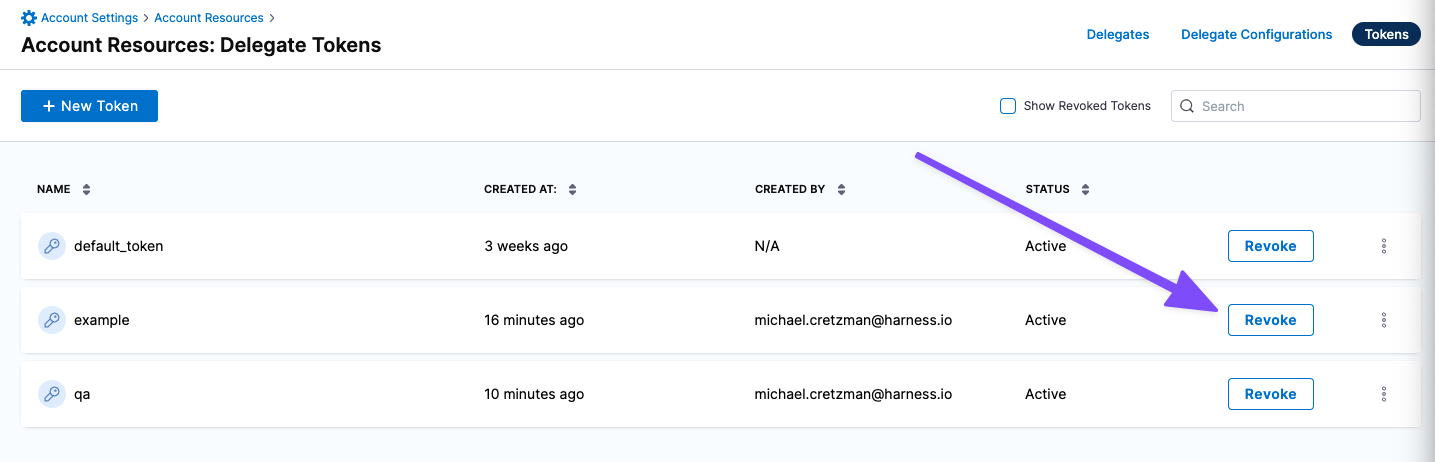 Account Settings > Account Resources >
Account Resources: Delegate Tokens
Delegates Delegate Configurations Tokens
+ New Token
Show Revoked Tokens
Search
NAME CREATED AT: CREATED BY STATUS
default_token 3 weeks ago N/A Active Revoke
example 16 minutes ago michael.cretzman@harness.io Active Revoke
qa 10 minutes ago michael.cretzman@harness.io Active Revoke